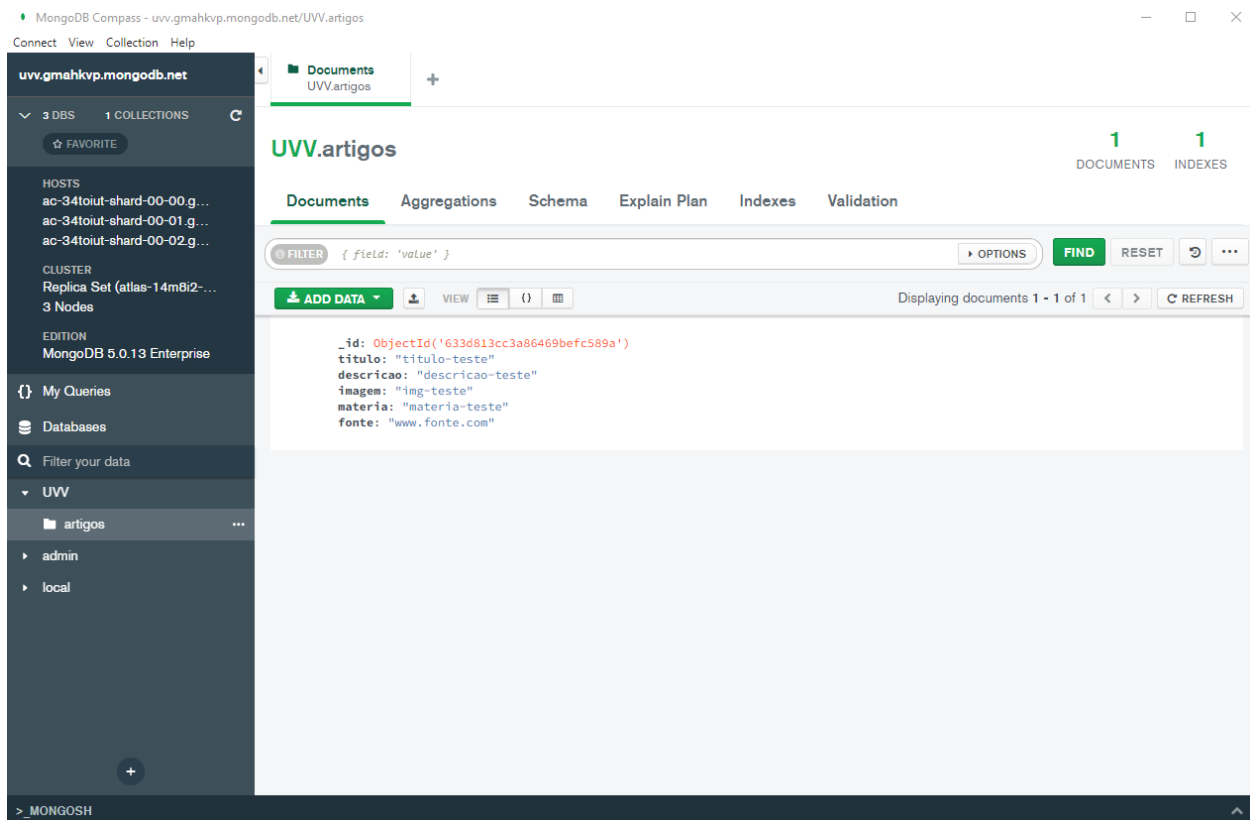 MongoDB Compass - uvv.gmahkvp.mongodb.net/UVV.artigos
Connect View Collection Help
uvv.gmahkvp.mongodb.net
3 DBS 1 COLLECTIONS
FAVORITE
HOSTS
ac-34toiut-shard-00-00.g...
ac-34toiut-shard-00-01.g...
ac-34toiut-shard-00-02.g...
CLUSTER
Replica Set (atlas-14m8i2-...
3 Nodes
EDITION
MongoDB 5.0.13 Enterprise
{} My Queries
Databases
Filter your data
UVV
artigos
admin
local
+
>_MONGOSH
Documents
UVV.artigos
+
UVV.artigos
1 DOCUMENTS
1 INDEXES
Documents Aggregations Schema Explain Plan Indexes Validation
FILTER { field: 'value' } OPTIONS FIND RESET
ADD DATA VIEW {} Displaying documents 1 - 1 of 1 < > REFRESH
_id: ObjectId('633d813cc3a86469befc589a')
titulo: "titulo-teste"
descricao: "descricao-teste"
imagem: "img-teste"
materia: "materia-teste"
fonte: "www.fonte.com"